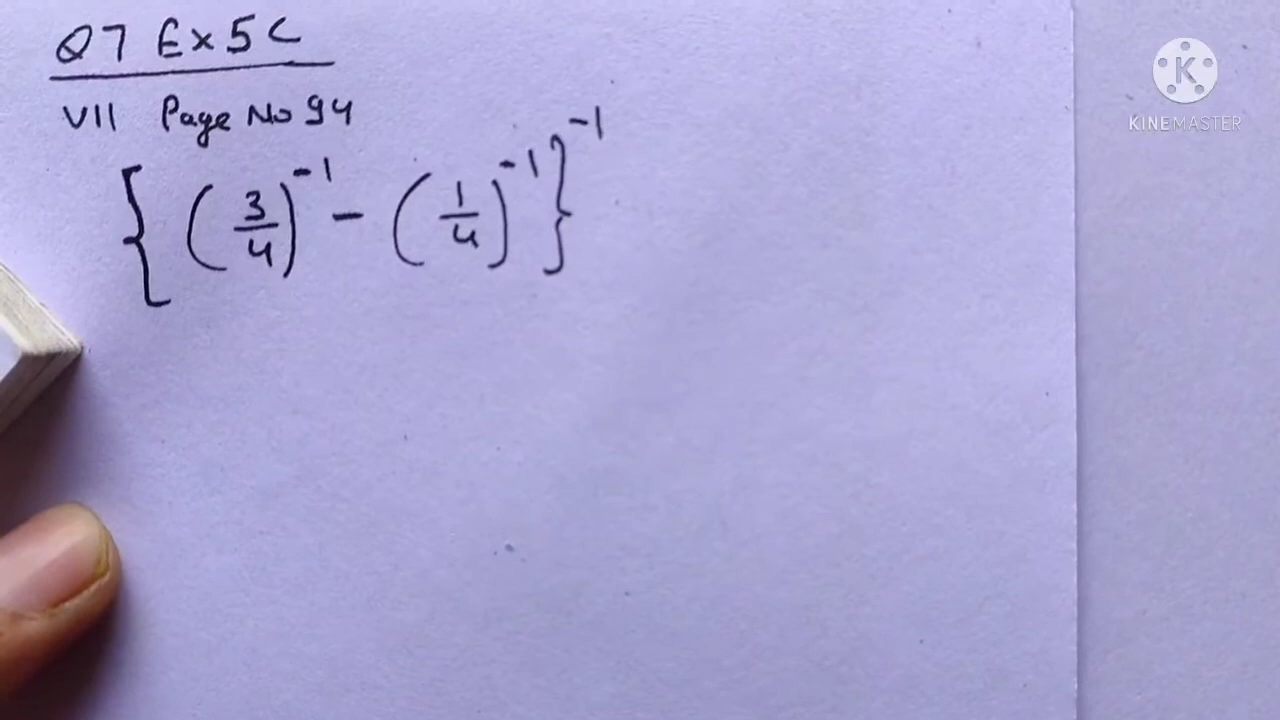 Q7 Ex 5C
VII Page No 94
{(3/4)^-1 - (1/4)^-1}^-1
K
KINEMASTER